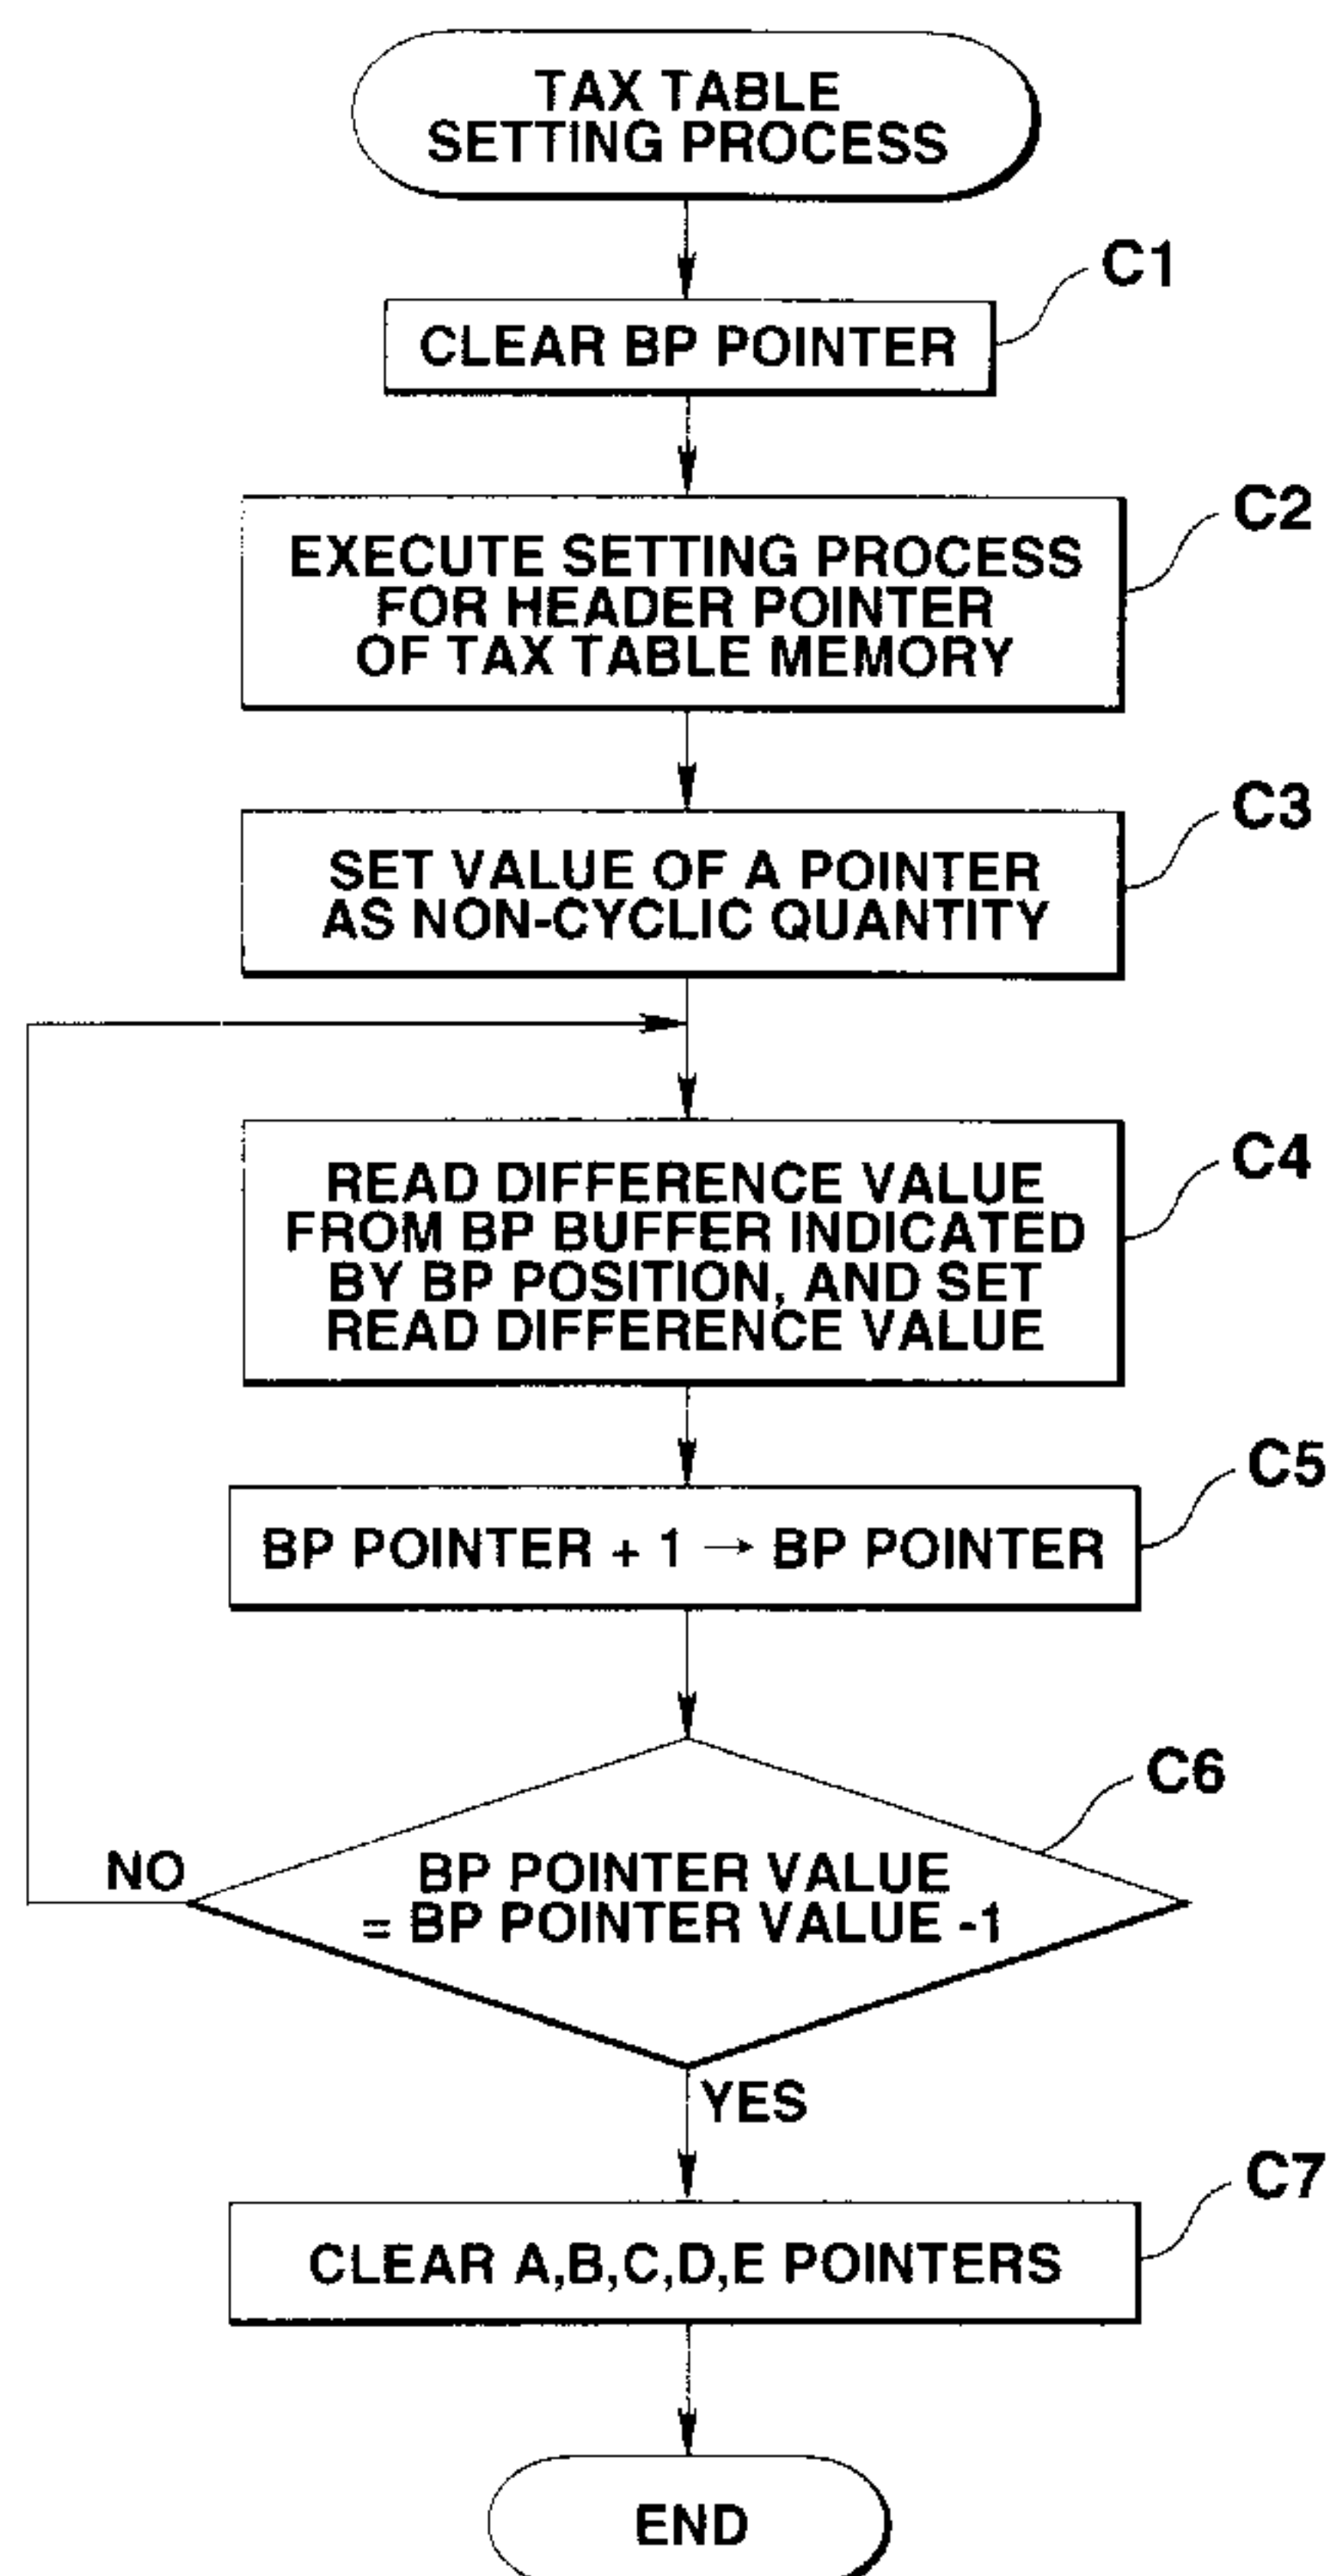 TAX TABLE
SETTING PROCESS
C1
CLEAR BP POINTER
C2
EXECUTE SETTING PROCESS
FOR HEADER POINTER
OF TAX TABLE MEMORY
C3
SET VALUE OF A POINTER
AS NON-CYCLIC QUANTITY
C4
READ DIFFERENCE VALUE
FROM BP BUFFER INDICATED
BY BP POSITION, AND SET
READ DIFFERENCE VALUE
C5
BP POINTER + 1 → BP POINTER
C6
NO
BP POINTER VALUE
= BP POINTER VALUE -1
YES
C7
CLEAR A,B,C,D,E POINTERS
END